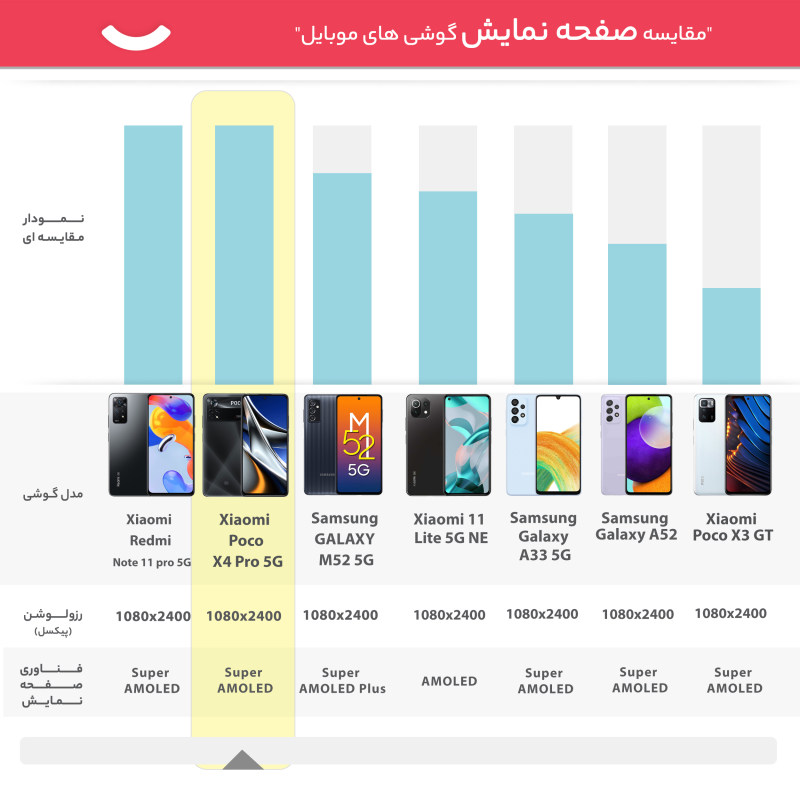 "مقایسه صفحه نمایش گوشی های موبایل"
نمودار
مقایسه ای
مدل گوشی
M
52
5G
POCO
Xiaomi
Redmi
Note 11 pro 5G
Xiaomi
Poco
X4 Pro 5G
Samsung
GALAXY
M52 5G
Xiaomi 11
Lite 5G NE
Samsung
Galaxy
A33 5G
Samsung
Galaxy A52
Xiaomi
Poco X3 GT
رزولوشن
(پیکسل)
1080x2400
1080x2400
1080x2400
1080x2400
1080x2400
1080x2400
1080x2400
فناوری
صفحه
نمایش
Super
AMOLED
Super
AMOLED
Super
AMOLED Plus
AMOLED
Super
AMOLED
Super
AMOLED
Super
AMOLED